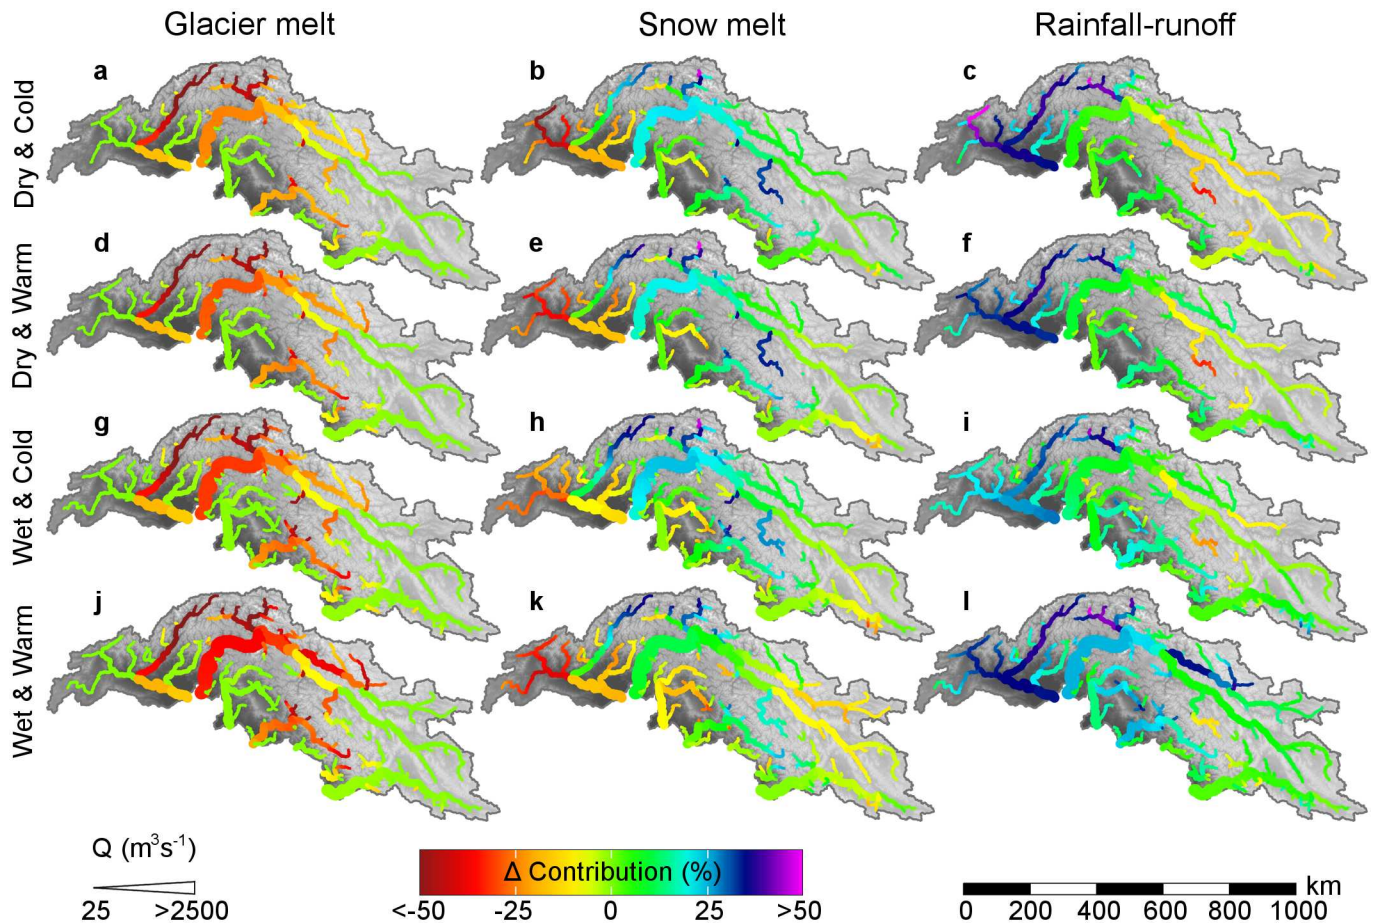 Glacier melt Snow melt Rainfall-runoff
Dry & Cold
a b c
Dry & Warm
d e f
Wet & Cold
g h i
Wet & Warm
j k l
Q (m³s⁻¹)
25 >2500
Δ Contribution (%)
<-50 -25 0 25 >50
km
0 200 400 600 800 1000